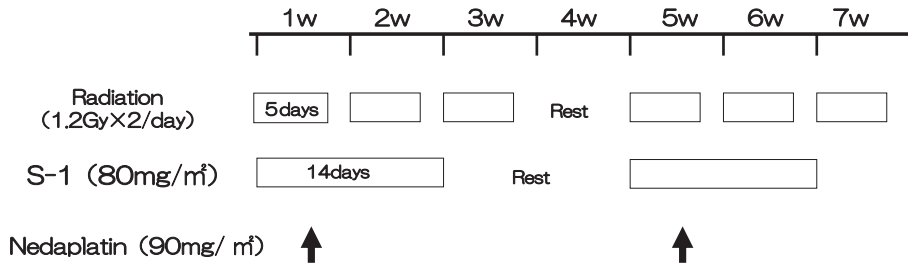 1w 2w 3w 4w 5w 6w 7w
Radiation
(1.2Gy×2/day) 5days Rest
S-1 (80mg/㎡) 14days Rest
Nedaplatin (90mg/ ㎡)